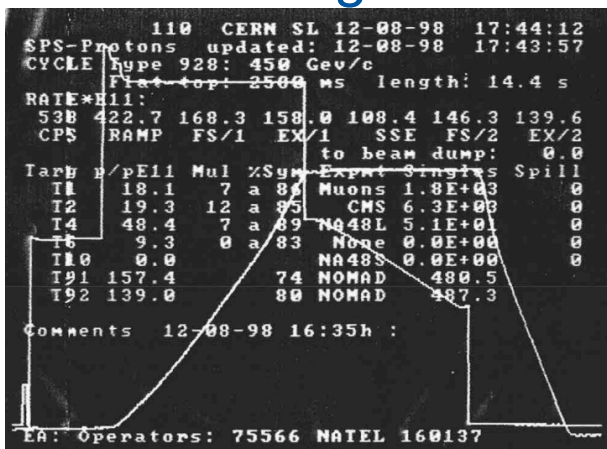 110 CERN SL 12-08-98 17:44:12
SPS-Protons updated: 12-08-98 17:43:57
CYCLE Type 928: 450 Gev/c
Flat-top: 2500 ms length: 14.4 s
RATE*E11:
538 422.7 168.3 158.0 108.4 146.3 139.6
CPS RAMP FS/1 EX/1 SSE FS/2 EX/2
to beam dump: 0.0
Targ p/pE11 Mul %Sym Expmt Singles Spill
T1 18.1 7 a 86 Muons 1.8E+03 0
T2 19.3 12 a 85 CMS 6.3E+03 0
T4 48.4 7 a 89 NA48L 5.1E+01 0
T6 9.3 0 a 83 None 0.0E+00 0
T10 0.0 NA48S 0.0E+00 0
T91 157.4 74 NOMAD 480.5
T92 139.0 80 NOMAD 487.3
Comments 12-08-98 16:35h :
EA: Operators: 75566 NATEL 160137